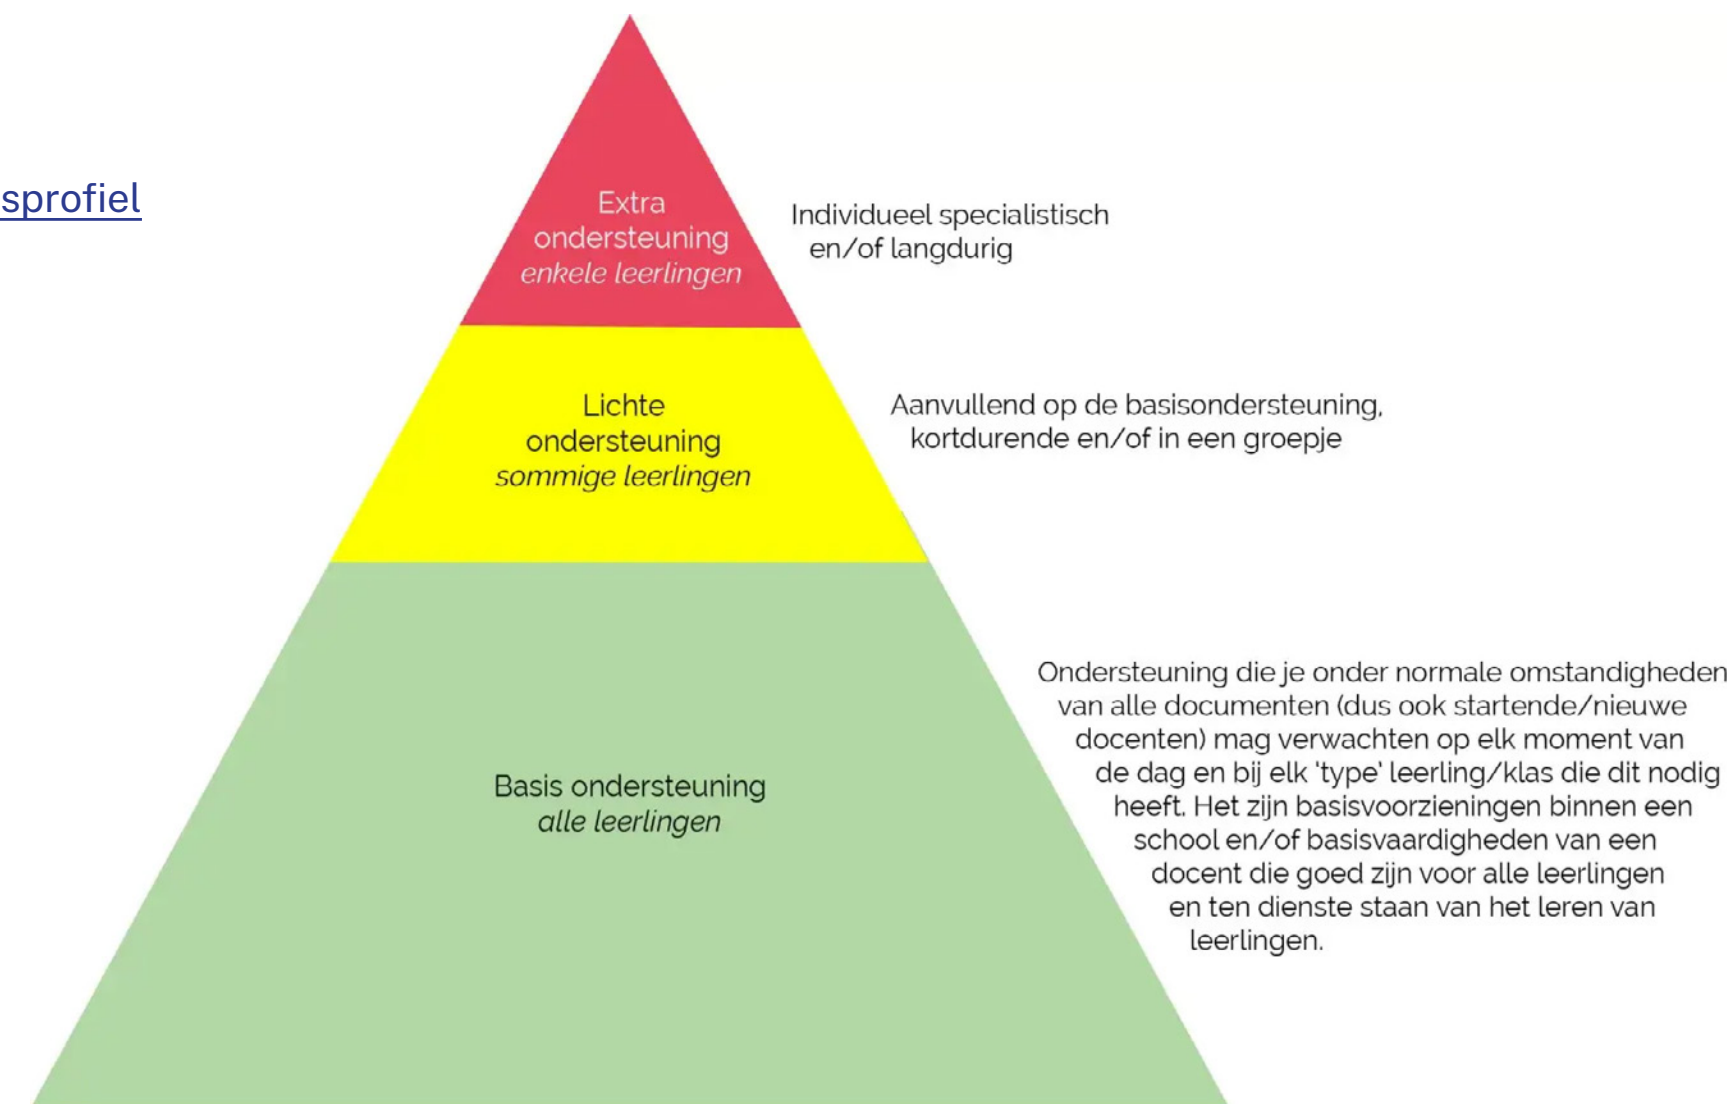 sprofiel
Extra
ondersteuning
enkele leerlingen
Individueel specialistisch
en/of langdurig
Lichte
ondersteuning
sommige leerlingen
Aanvullend op de basisondersteuning,
kortdurende en/of in een groepje
Basis ondersteuning
alle leerlingen
Ondersteuning die je onder normale omstandigheden
van alle documenten (dus ook startende/nieuwe
docenten) mag verwachten op elk moment van
de dag en bij elk 'type' leerling/klas die dit nodig
heeft. Het zijn basisvoorzieningen binnen een
school en/of basisvaardigheden van een
docent die goed zijn voor alle leerlingen
en ten dienste staan van het leren van
leerlingen.